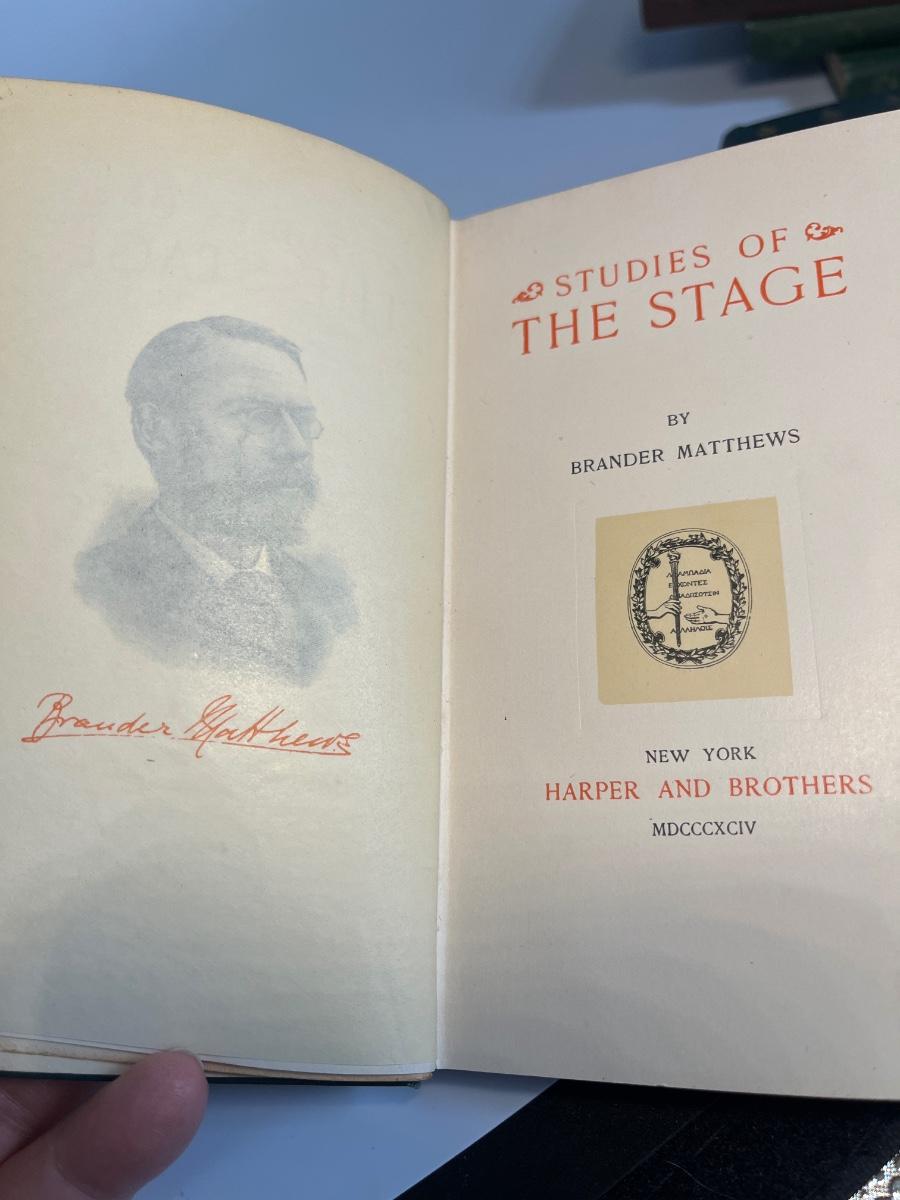 Brander Matthews
STUDIES OF
THE STAGE
BY
BRANDER MATTHEWS
ΛΑΜΠΑΔΙΑ
ΕΧΟΝΤΕΣ
ΔΙΑΔΩΣΟΥΣΙΝ
ΑΛΛΗΛΟΙΣ
NEW YORK
HARPER AND BROTHERS
MDCCCXCIV